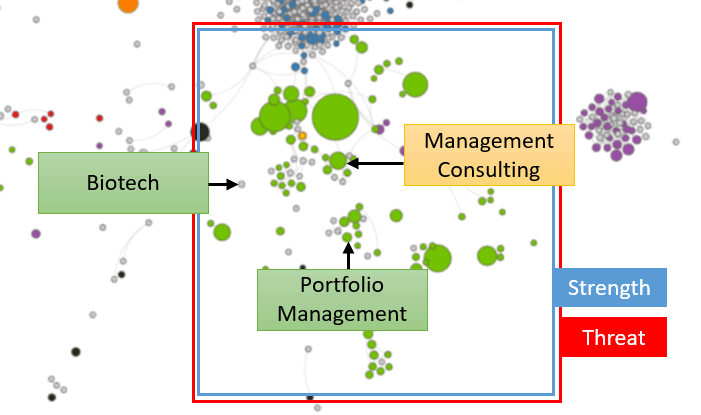 Management
Consulting
Biotech
Portfolio
Management
Strength
Threat